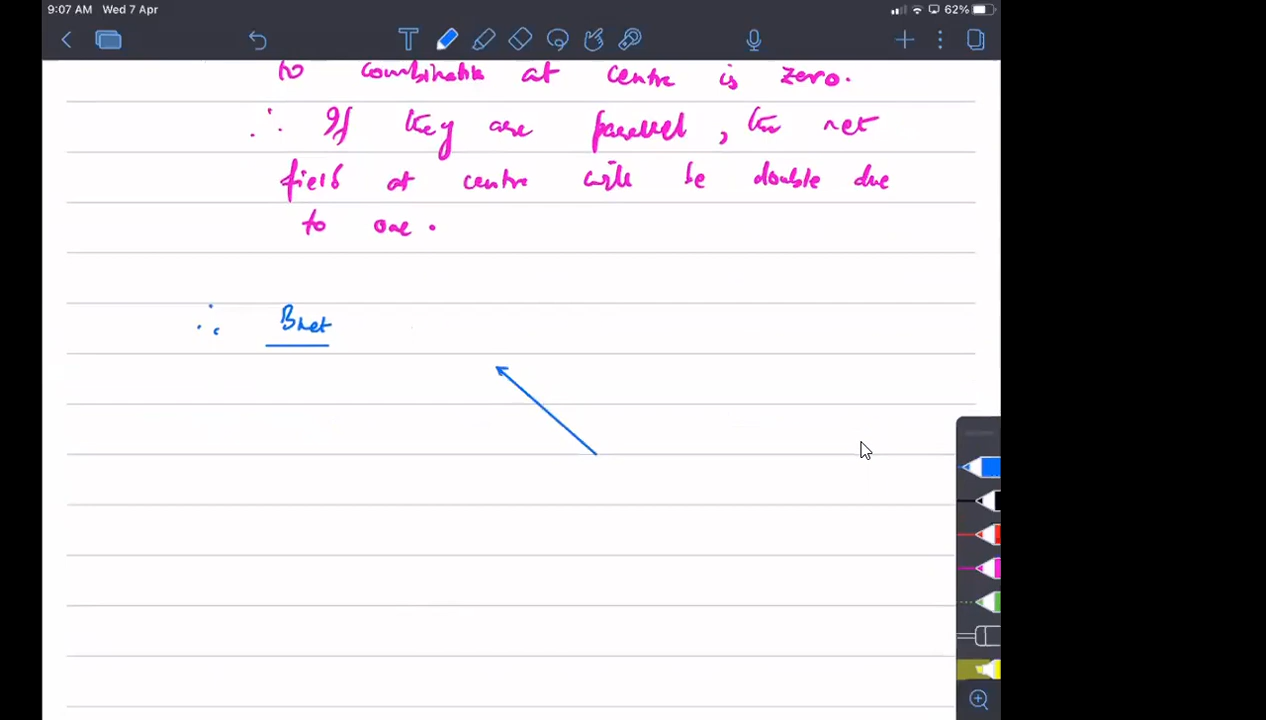 9:07 AM Wed 7 Apr 62%
to combination at centre is zero.
∴ If they are parallel, the net
field at centre will be double due
to one.
∴ Bnet